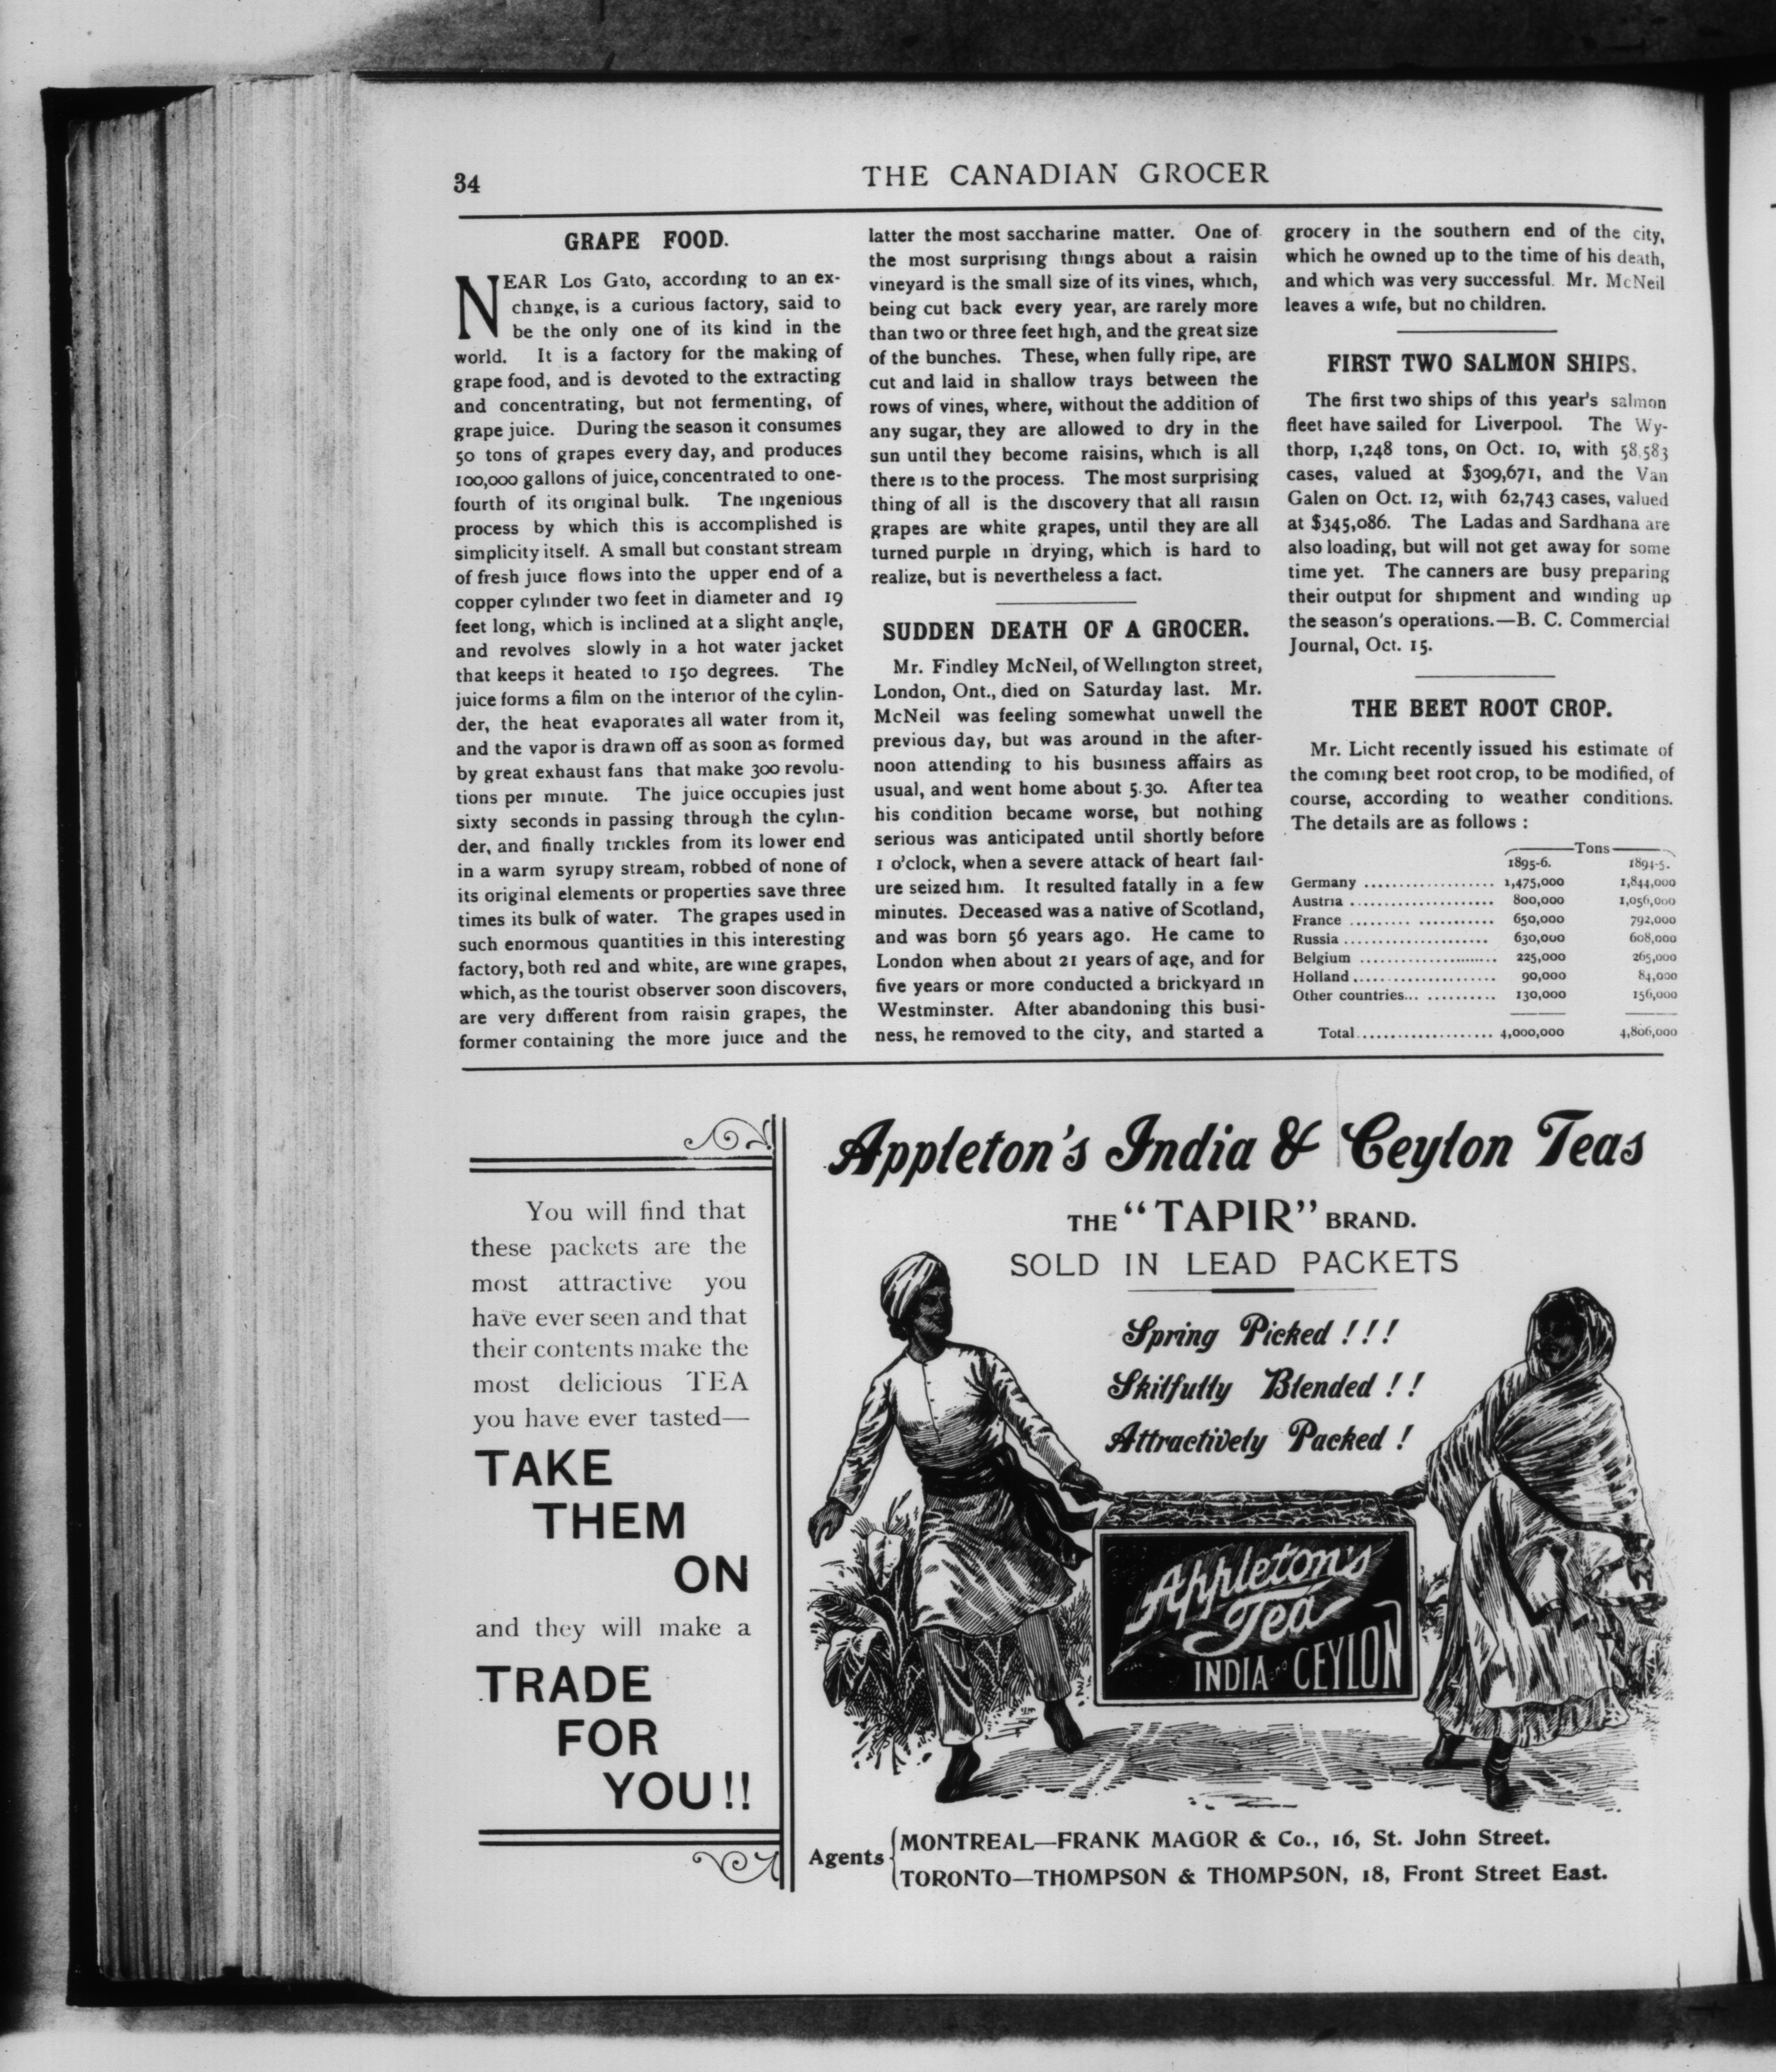 34
THE CANADIAN GROCER
GRAPE FOOD.
NEAR Los Gato, according to an ex-
change, is a curious factory, said to
be the only one of its kind in the
world. It is a factory for the making of
grape food, and is devoted to the extracting
and concentrating, but not fermenting, of
grape juice. During the season it consumes
50 tons of grapes every day, and produces
100,000 gallons of juice, concentrated to one-
fourth of its original bulk. The ingenious
process by which this is accomplished is
simplicity itself. A small but constant stream
of fresh juice flows into the upper end of a
copper cylinder two feet in diameter and 19
feet long, which is inclined at a slight angle,
and revolves slowly in a hot water jacket
that keeps it heated to 150 degrees. The
juice forms a film on the interior of the cylin-
der, the heat evaporates all water from it,
and the vapor is drawn off as soon as formed
by great exhaust fans that make 300 revolu-
tions per minute. The juice occupies just
sixty seconds in passing through the cylin-
der, and finally trickles from its lower end
in a warm syrupy stream, robbed of none of
its original elements or properties save three
times its bulk of water. The grapes used in
such enormous quantities in this interesting
factory, both red and white, are wine grapes,
which, as the tourist observer soon discovers,
are very different from raisin grapes, the
former containing the more juice and the
latter the most saccharine matter. One of
the most surprising things about a raisin
vineyard is the small size of its vines, which,
being cut back every year, are rarely more
than two or three feet high, and the great size
of the bunches. These, when fully ripe, are
cut and laid in shallow trays between the
rows of vines, where, without the addition of
any sugar, they are allowed to dry in the
sun until they become raisins, which is all
there is to the process. The most surprising
thing of all is the discovery that all raisin
grapes are white grapes, until they are all
turned purple in drying, which is hard to
realize, but is nevertheless a fact.
SUDDEN DEATH OF A GROCER.
Mr. Findley McNeil, of Wellington street,
London, Ont., died on Saturday last. Mr.
McNeil was feeling somewhat unwell the
previous day, but was around in the after-
noon attending to his business affairs as
usual, and went home about 5.30. After tea
his condition became worse, but nothing
serious was anticipated until shortly before
1 o'clock, when a severe attack of heart fail-
ure seized him. It resulted fatally in a few
minutes. Deceased was a native of Scotland,
and was born 56 years ago. He came to
London when about 21 years of age, and for
five years or more conducted a brickyard in
Westminster. After abandoning this busi-
ness, he removed to the city, and started a
grocery in the southern end of the city,
which he owned up to the time of his death,
and which was very successful. Mr. McNeil
leaves a wife, but no children.
FIRST TWO SALMON SHIPS.
The first two ships of this year's salmon
fleet have sailed for Liverpool. The Wy-
thorp, 1,248 tons, on Oct. 10, with 58,583
cases, valued at $309,671, and the Van
Galen on Oct. 12, with 62,743 cases, valued
at $345,086. The Ladas and Sardhana are
also loading, but will not get away for some
time yet. The canners are busy preparing
their output for shipment and winding up
the season's operations.—B. C. Commercial
Journal, Oct. 15.
THE BEET ROOT CROP.
Mr. Licht recently issued his estimate of
the coming beet root crop, to be modified, of
course, according to weather conditions.
The details are as follows :
Tons
1895-6. 1894-5.
Germany ................... 1,475,000 1,844,000
Austria ..................... 800,000 1,056,000
France ......... ........... 650,000 792,000
Russia ..................... 630,000 608,000
Belgium ..................... 225,000 265,000
Holland ..................... 90,000 84,000
Other countries... .......... 130,000 156,000
Total .................... 4,000,000 4,806,000
You will find that
these packets are the
most attractive you
have ever seen and that
their contents make the
most delicious TEA
you have ever tasted—
TAKE
THEM
ON
and they will make a
TRADE
FOR
YOU!!
Appleton's India & Ceylon Teas
THE "TAPIR" BRAND.
SOLD IN LEAD PACKETS
Spring Picked ! ! !
Skilfully Blended ! !
Attractively Packed !
Appleton's
Tea
INDIA AND CEYLON
Agents
MONTREAL—FRANK MAGOR & Co., 16, St. John Street.
TORONTO—THOMPSON & THOMPSON, 18, Front Street East.